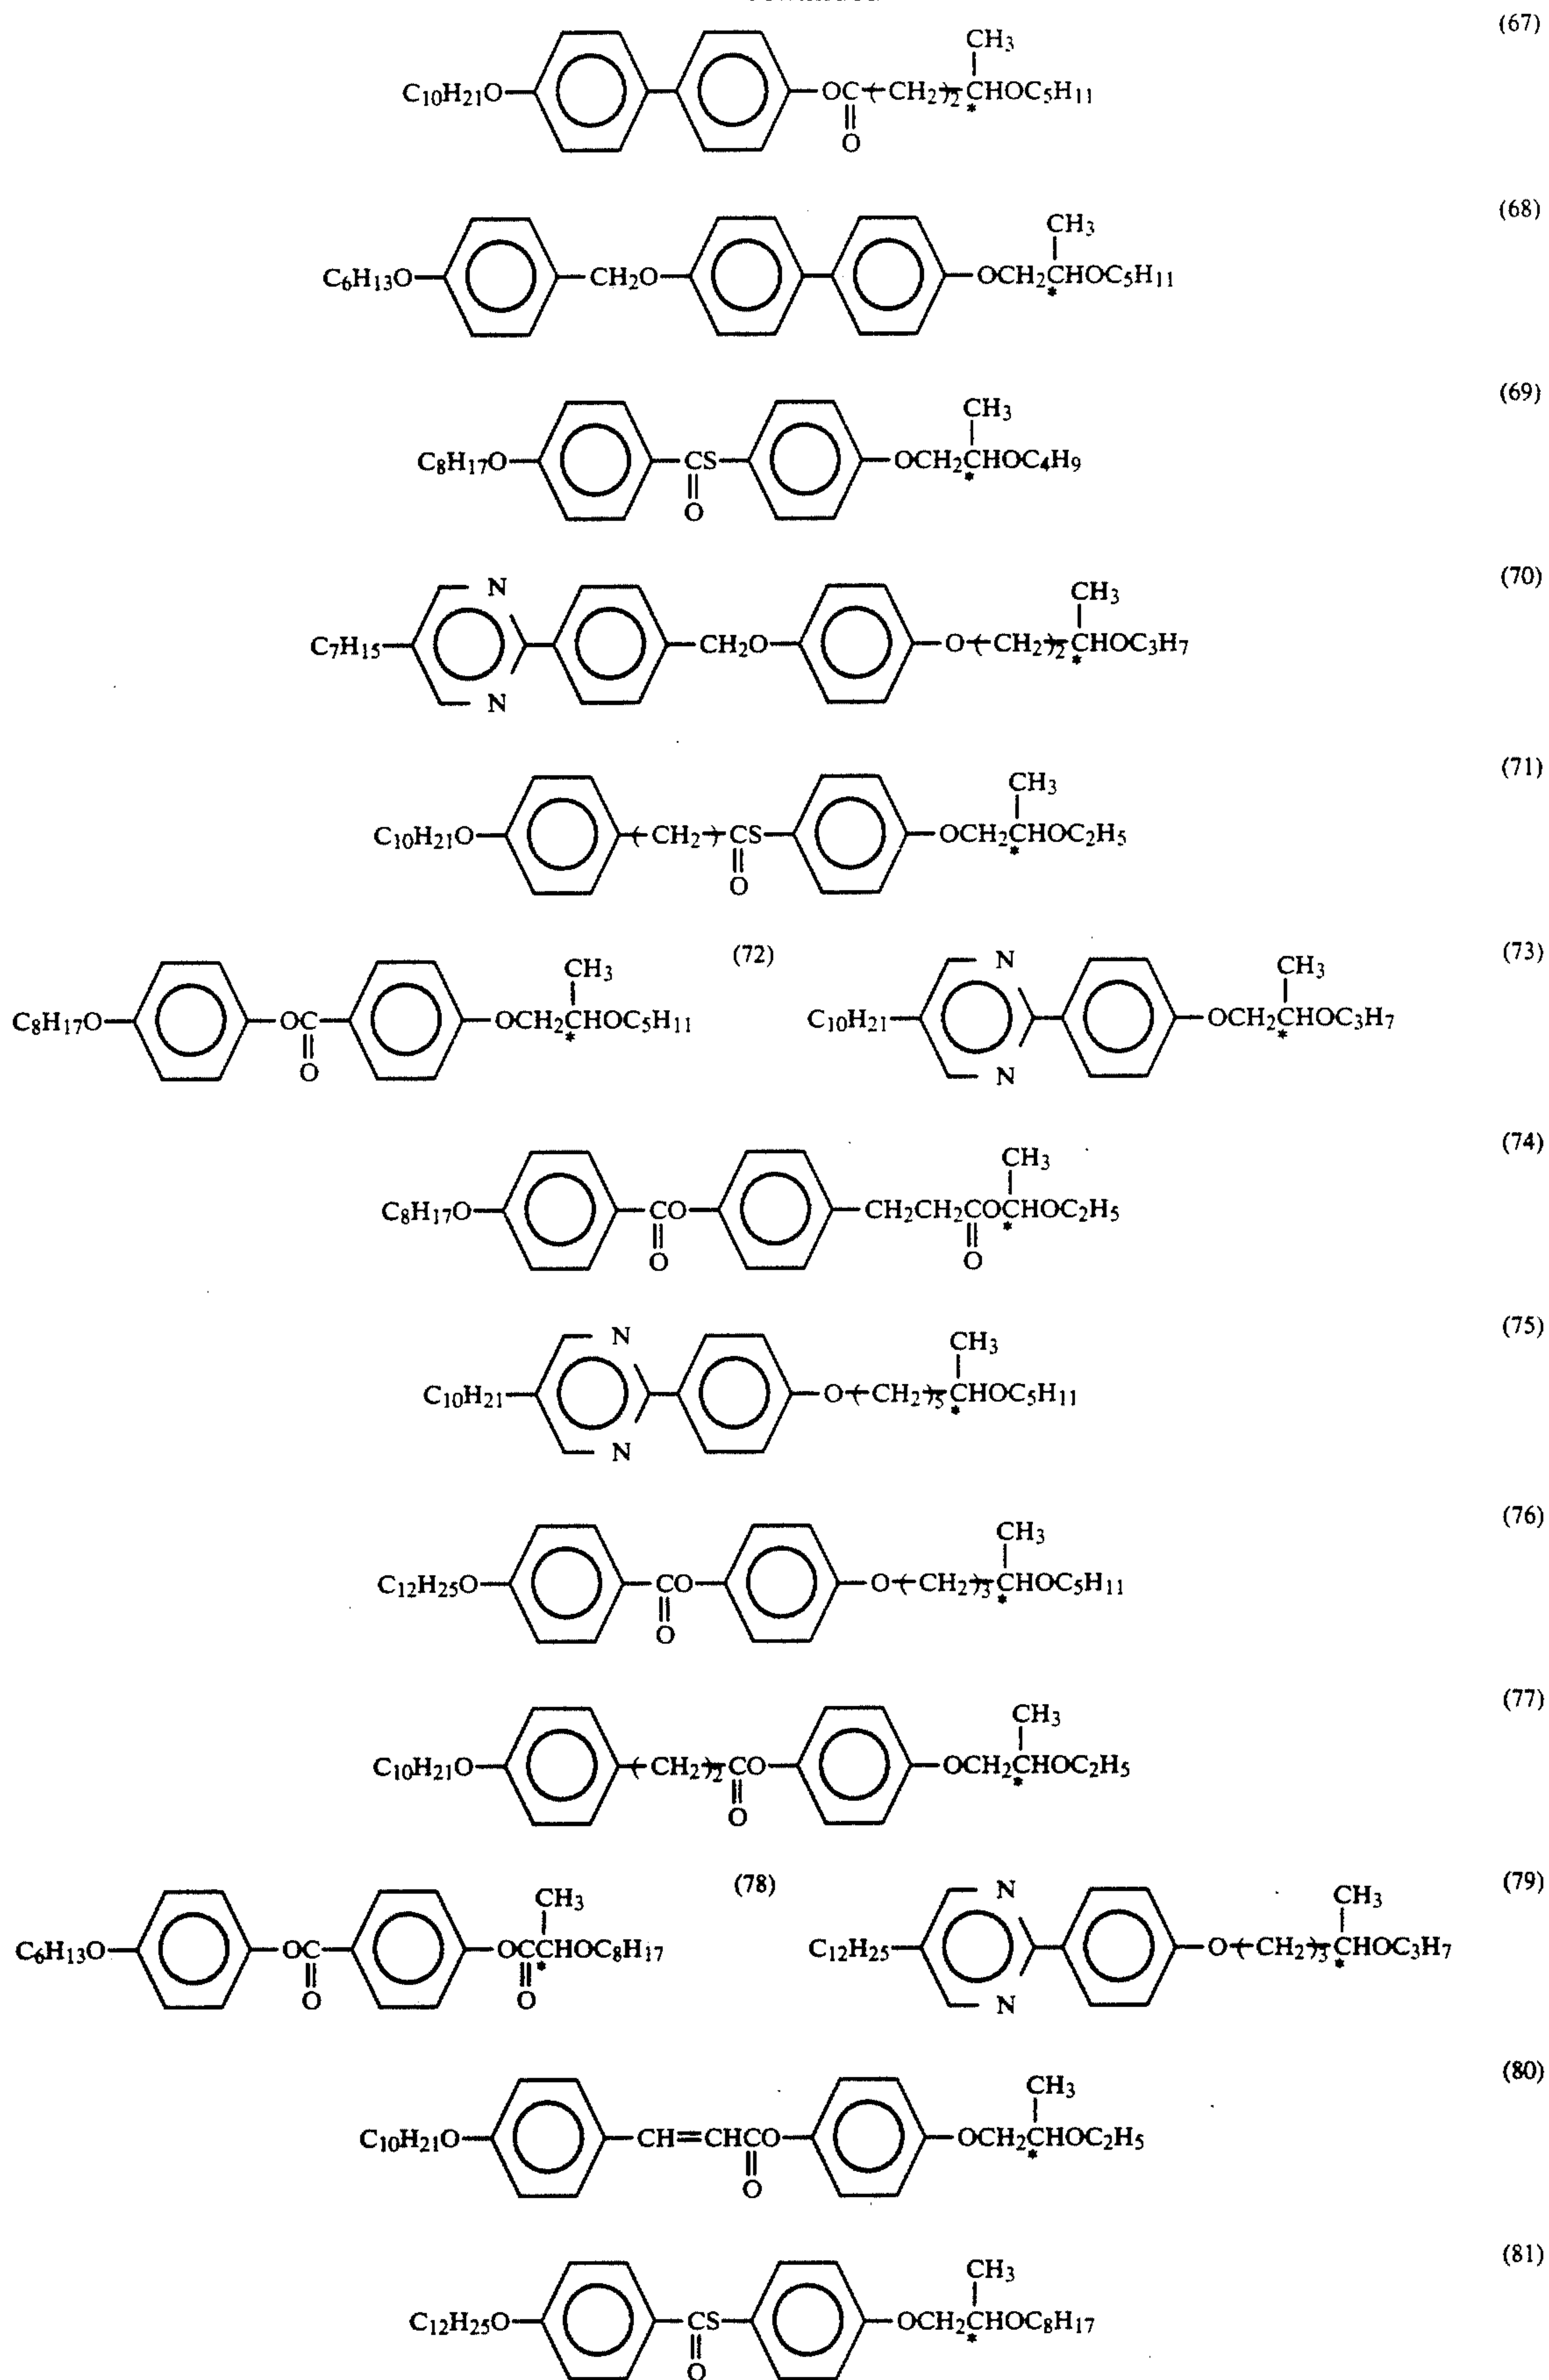 (67)
CH3
C10H21O OC(CH2)2CHOC5H11
*
O
(68)
CH3
C6H13O CH2O OCH2CHOC5H11
*
(69)
CH3
C8H17O CS OCH2CHOC4H9
*
O
(70)
N CH3
C7H15 CH2O O(CH2)2CHOC3H7
*
N
(71)
CH3
C10H21O (CH2)CS OCH2CHOC2H5
*
O
(72)
CH3
C8H17O OC OCH2CHOC5H11
*
O
(73)
N CH3
C10H21 OCH2CHOC3H7
*
N
(74)
CH3
C8H17O CO CH2CH2COCHOC2H5
*
O O
(75)
N CH3
C10H21 O(CH2)5CHOC5H11
*
N
(76)
CH3
C12H25O CO O(CH2)3CHOC5H11
*
O
(77)
CH3
C10H21O (CH2)2CO OCH2CHOC2H5
*
O
(78)
CH3
C6H13O OC OCCHOC8H17
*
O O
(79)
N CH3
C12H25 O(CH2)3CHOC3H7
*
N
(80)
CH3
C10H21O CH=CHCO OCH2CHOC2H5
*
O
(81)
CH3
C12H25O CS OCH2CHOC8H17
*
O